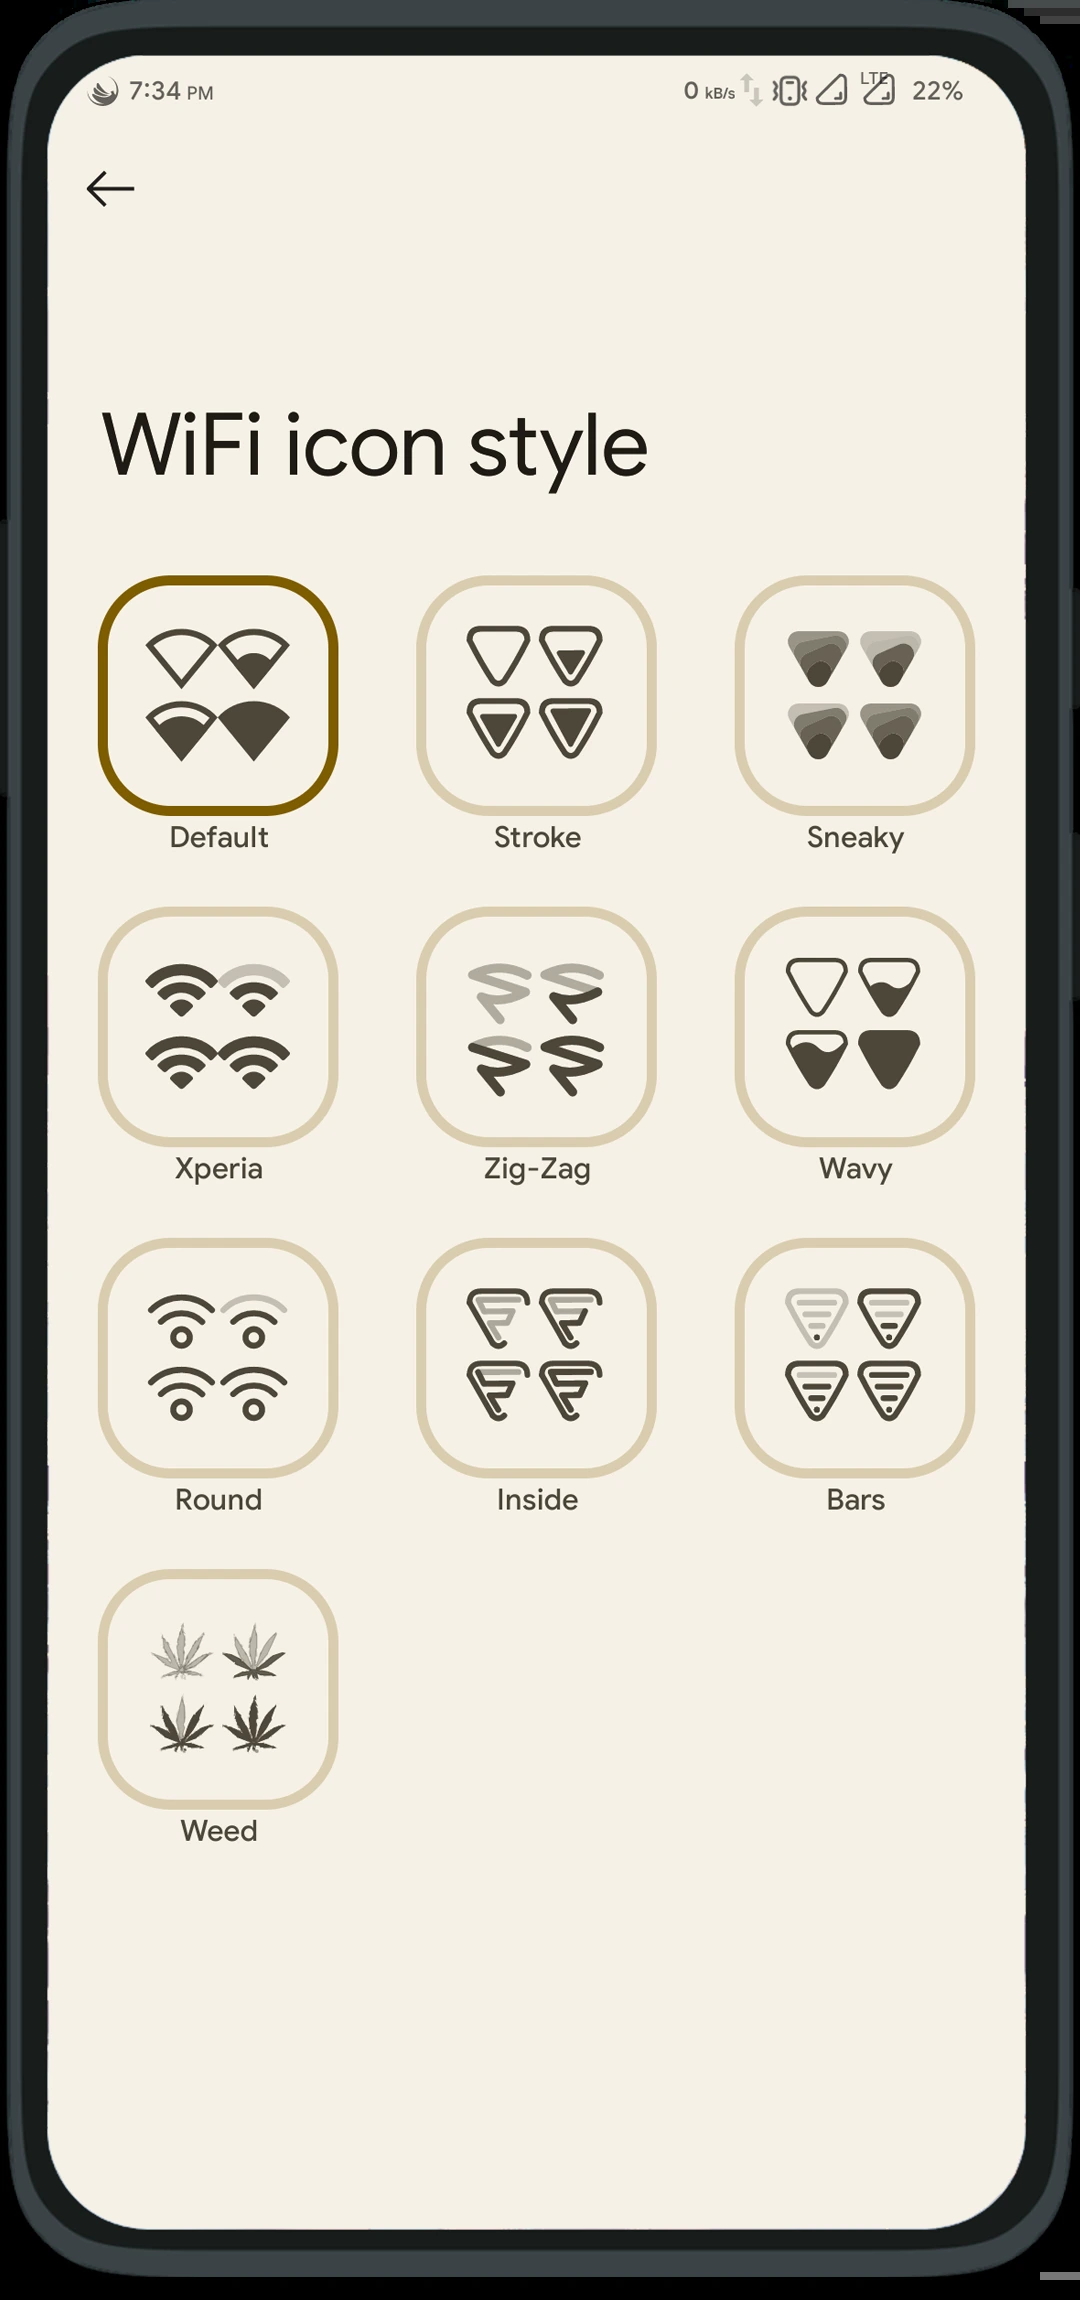 7:34 PM 0 kB/s LTE 22%
WiFi icon style
Default Stroke Sneaky
Xperia Zig-Zag Wavy
Round Inside Bars
Weed